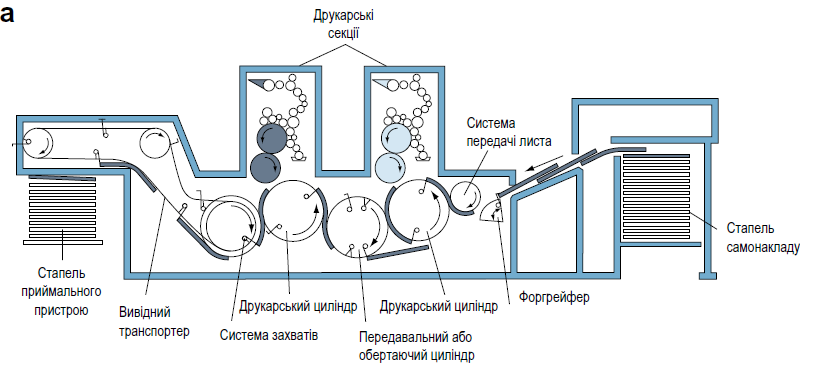 а
Друкарські
секції
Система
передачі листа
Стапель
самонакладу
Форгрейфер
Друкарський циліндр
Передавальний або
обертаючий циліндр
Друкарський циліндр
Система захватів
Вивідний
транспортер
Стапель
приймального
пристрою